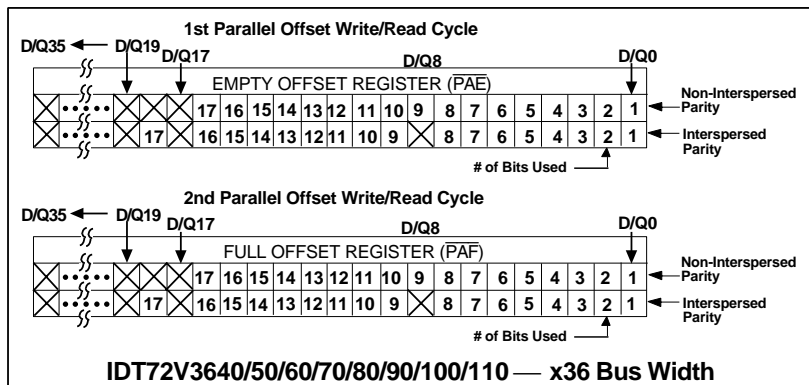 1st Parallel Offset Write/Read Cycle
D/Q35 D/Q19 D/Q17 D/Q8 D/Q0
EMPTY OFFSET REGISTER (PAE)
17 16 15 14 13 12 11 10 9 8 7 6 5 4 3 2 1 Non-Interspersed Parity
17 16 15 14 13 12 11 10 9 8 7 6 5 4 3 2 1 Interspersed Parity
# of Bits Used
2nd Parallel Offset Write/Read Cycle
D/Q35 D/Q19 D/Q17 D/Q8 D/Q0
FULL OFFSET REGISTER (PAF)
17 16 15 14 13 12 11 10 9 8 7 6 5 4 3 2 1 Non-Interspersed Parity
17 16 15 14 13 12 11 10 9 8 7 6 5 4 3 2 1 Interspersed Parity
# of Bits Used
IDT72V3640/50/60/70/80/90/100/110 — x36 Bus Width